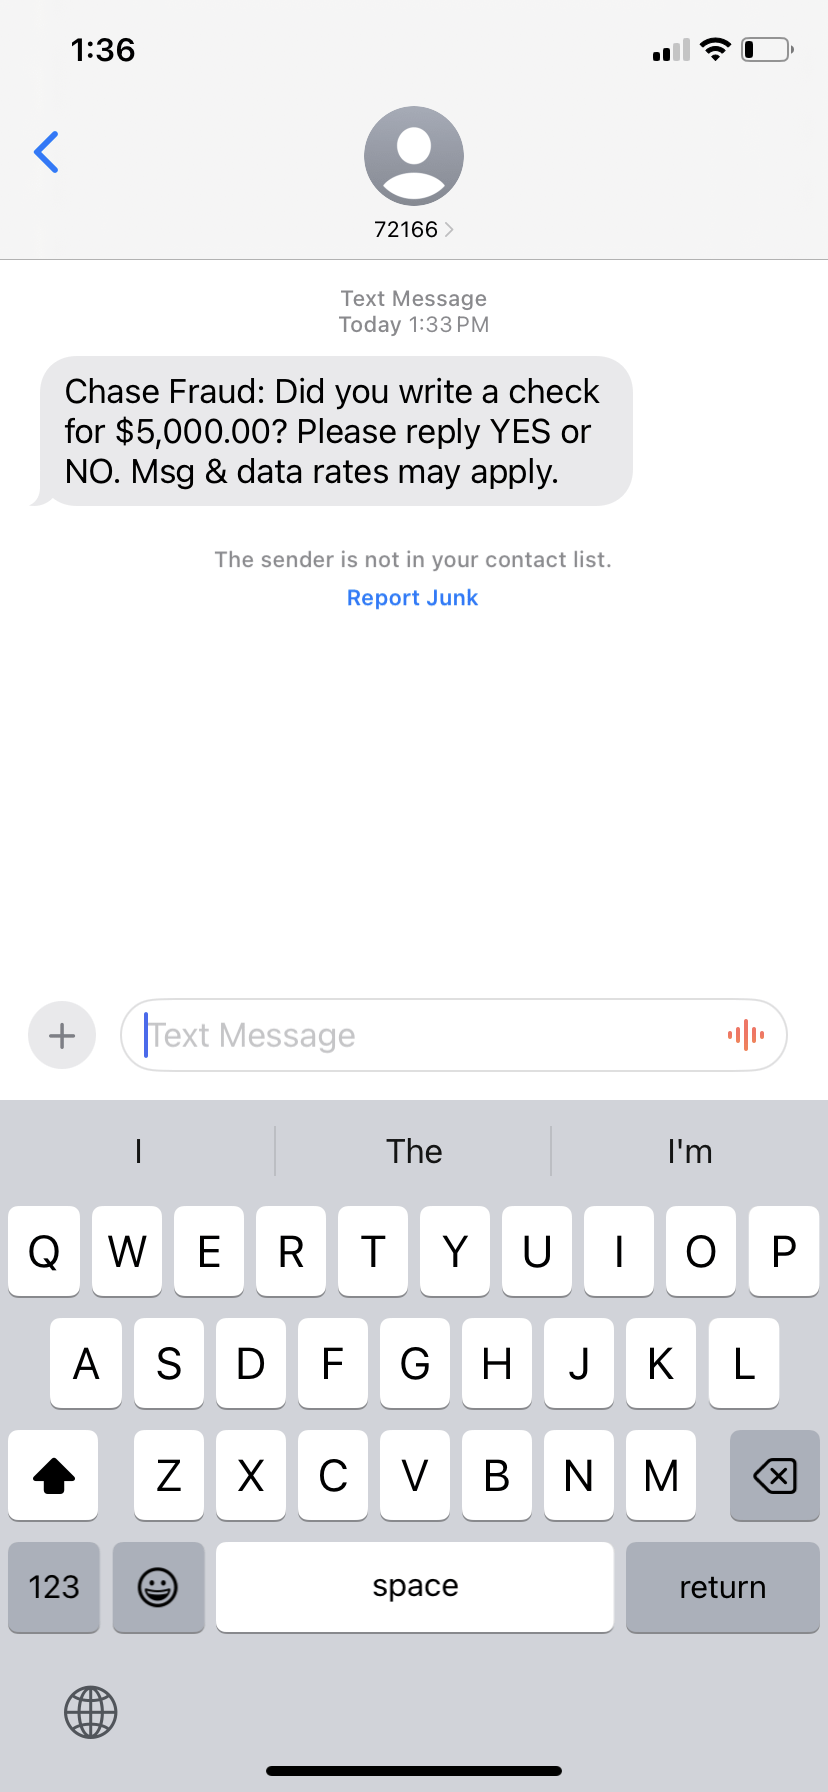 1:36
72166
Text Message
Today 1:33 PM
Chase Fraud: Did you write a check
for $5,000.00? Please reply YES or
NO. Msg & data rates may apply.
The sender is not in your contact list.
Report Junk
Text Message
I The I'm
Q W E R T Y U I O P
A S D F G H J K L
Z X C V B N M
123 space return